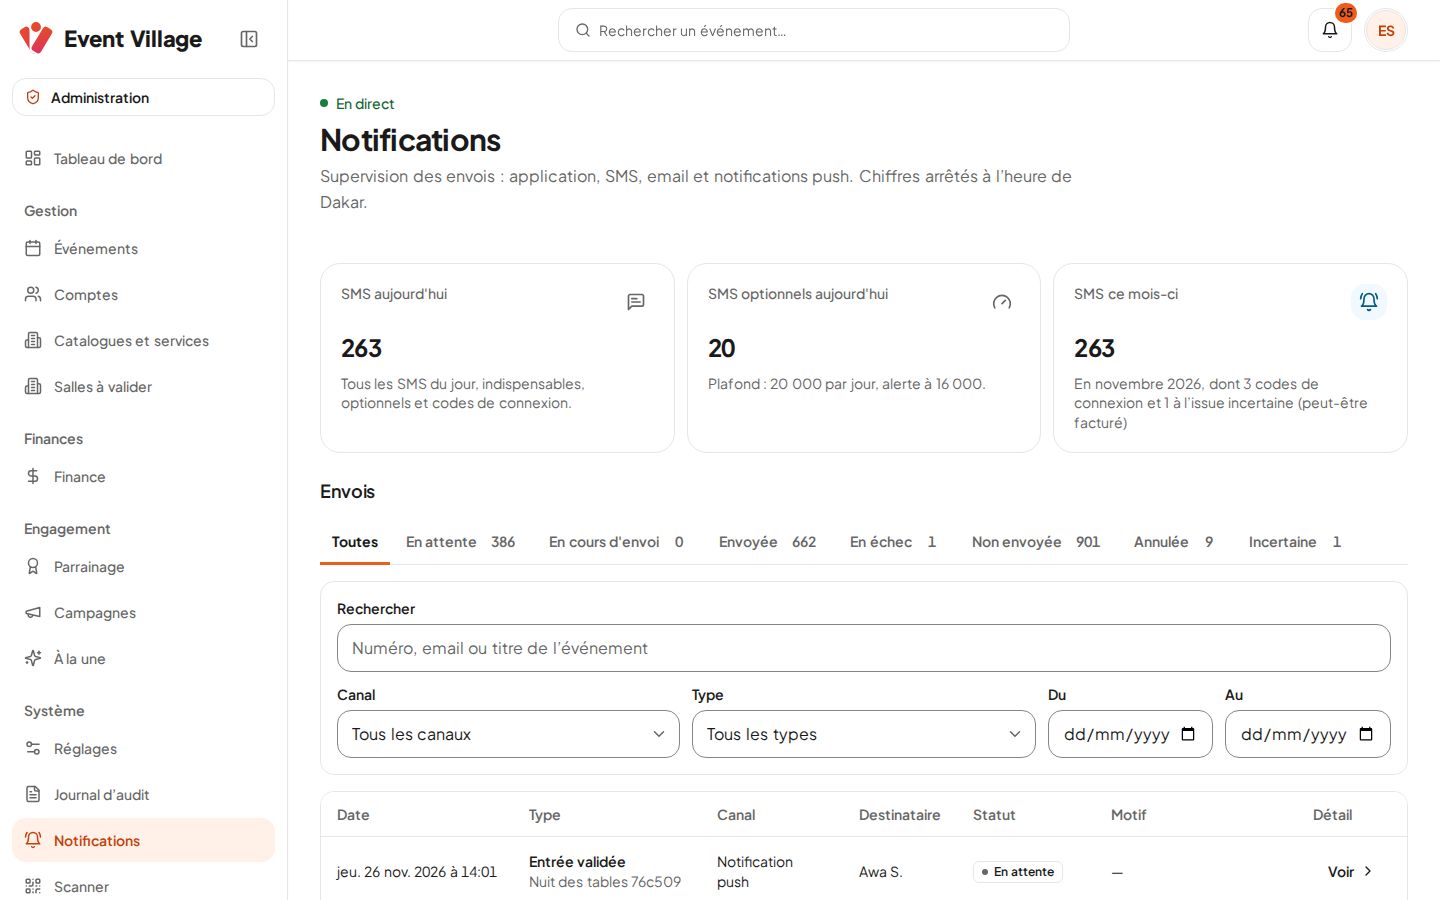 Event Village
Rechercher un événement…
65
ES
Administration
Tableau de bord
Gestion
Événements
Comptes
Catalogues et services
Salles à valider
Finances
Finance
Engagement
Parrainage
Campagnes
À la une
Système
Réglages
Journal d’audit
Notifications
Scanner
En direct
Notifications
Supervision des envois : application, SMS, email et notifications push. Chiffres arrêtés à l’heure de
Dakar.
SMS aujourd'hui
263
Tous les SMS du jour, indispensables,
optionnels et codes de connexion.
SMS optionnels aujourd'hui
20
Plafond : 20 000 par jour, alerte à 16 000.
SMS ce mois-ci
263
En novembre 2026, dont 3 codes de
connexion et 1 à l’issue incertaine (peut-être
facturé)
Envois
Toutes En attente 386 En cours d'envoi 0 Envoyée 662 En échec 1 Non envoyée 901 Annulée 9 Incertaine 1
Rechercher
Numéro, email ou titre de l’événement
Canal Type Du Au
Tous les canaux Tous les types dd/mm/yyyy dd/mm/yyyy
Date Type Canal Destinataire Statut Motif Détail
jeu. 26 nov. 2026 à 14:01 Entrée validée Notification push Awa S. En attente — Voir
Nuit des tables 76c509